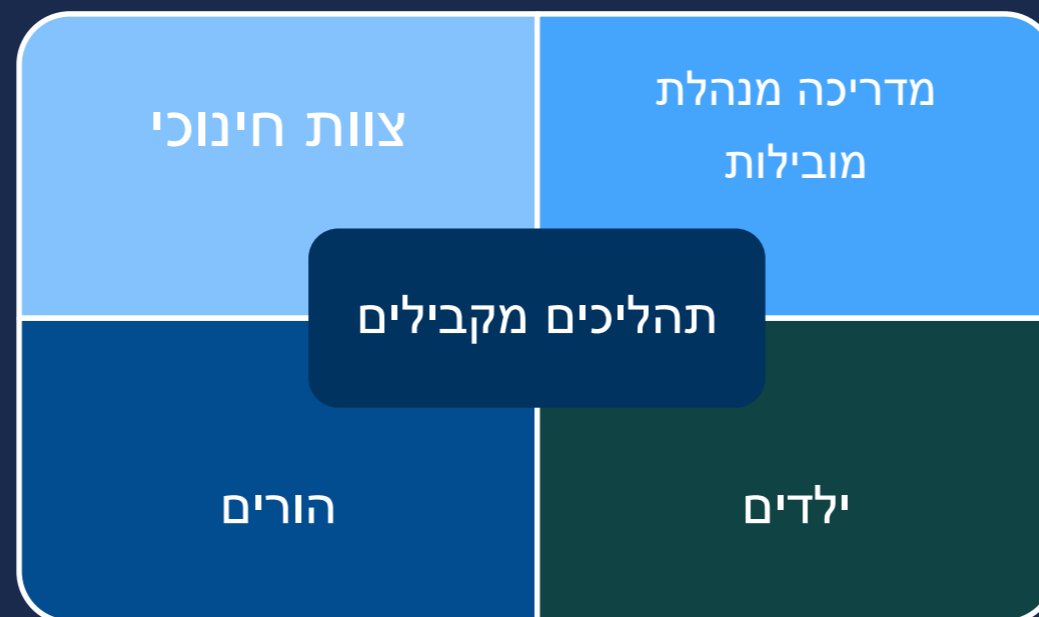 מדריכה מנהלת
מובילות
צוות חינוכי
תהליכים מקבילים
ילדים
הורים